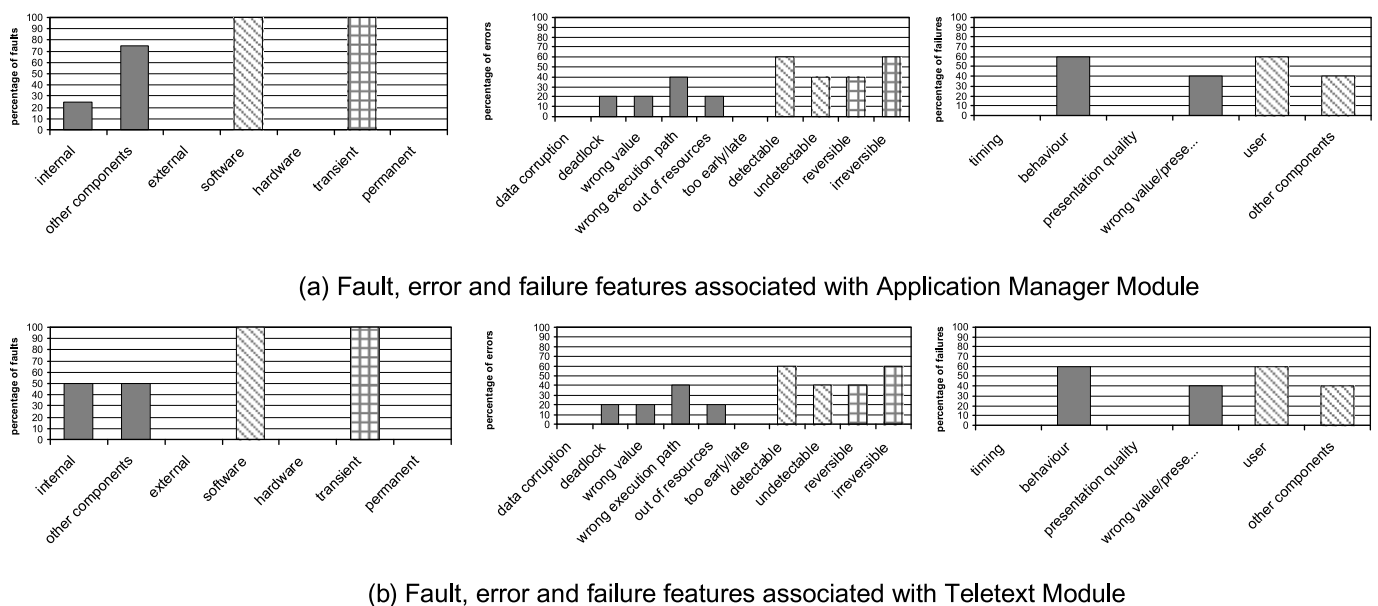 percentage of faults
100
90
80
70
60
50
40
30
20
10
0
internal
other components
external
software
hardware
transient
permanent
percentage of errors
100
90
80
70
60
50
40
30
20
10
0
data corruption
deadlock
wrong value
wrong execution path
out of resources
too early/late
detectable
undetectable
reversible
irreversible
percentage of failures
100
90
80
70
60
50
40
30
20
10
0
timing
behaviour
presentation quality
wrong value/prese...
user
other components
(a) Fault, error and failure features associated with Application Manager Module
percentage of faults
100
90
80
70
60
50
40
30
20
10
0
internal
other components
external
software
hardware
transient
permanent
percentage of errors
100
90
80
70
60
50
40
30
20
10
0
data corruption
deadlock
wrong value
wrong execution path
out of resources
too early/late
detectable
undetectable
reversible
irreversible
percentage of failures
100
90
80
70
60
50
40
30
20
10
0
timing
behaviour
presentation quality
wrong value/prese...
user
other components
(b) Fault, error and failure features associated with Teletext Module